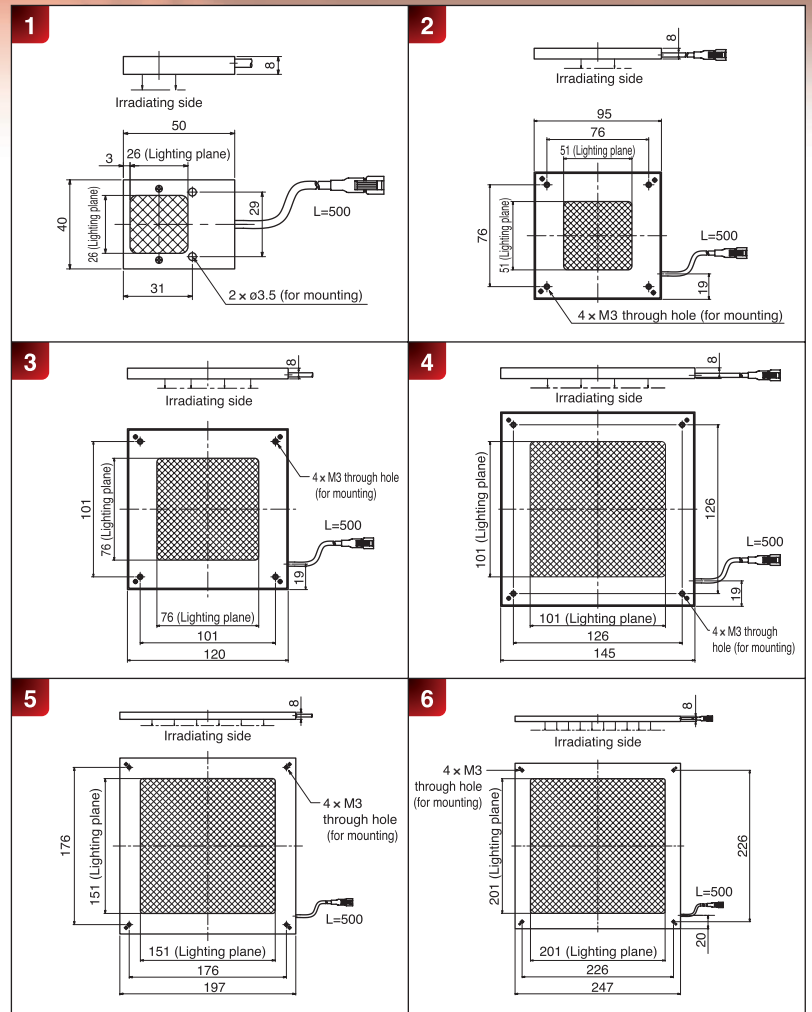 1
8
Irradiating side
50
3
26 (Lighting plane)
40
26 (Lighting plane)
29
L=500
31
2 × ø3.5 (for mounting)
2
8
Irradiating side
95
76
51 (Lighting plane)
76
51 (Lighting plane)
L=500
19
4 × M3 through hole (for mounting)
3
8
Irradiating side
101
76 (Lighting plane)
4 × M3 through hole
(for mounting)
L=500
19
76 (Lighting plane)
101
120
4
8
Irradiating side
101 (Lighting plane)
126
L=500
19
101 (Lighting plane)
126
145
4 × M3 through
hole (for mounting)
5
8
Irradiating side
176
151 (Lighting plane)
4 × M3
through hole
(for mounting)
L=500
151 (Lighting plane)
176
197
6
8
Irradiating side
4 × M3
through hole
(for mounting)
201 (Lighting plane)
226
L=500
20
201 (Lighting plane)
226
247